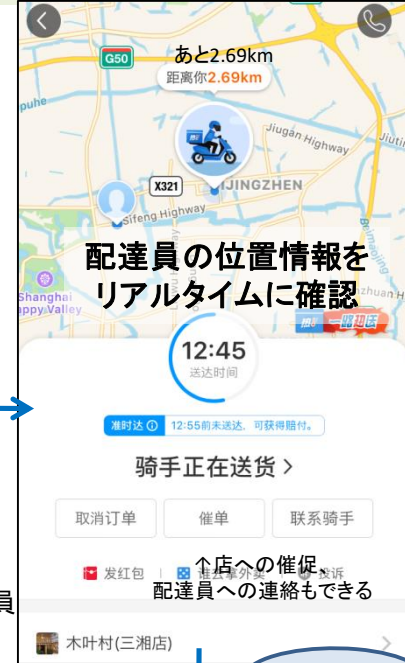 G50
あと2.69km
距离你2.69km
puhe
Jiugan Highway
Jiuti
X321
IJINGZHEN
Sifeng Highway
配達員の位置情報を
リアルタイムに確認
Shanghai
appy Valley
12:45
送达时间
准时达
12:55前未送达，可获得赔付。
骑手正在送货 >
取消订单
催单
联系骑手
发红包
↑店への催促、
投诉
配達員への連絡もできる
員
木叶村(三湘店)